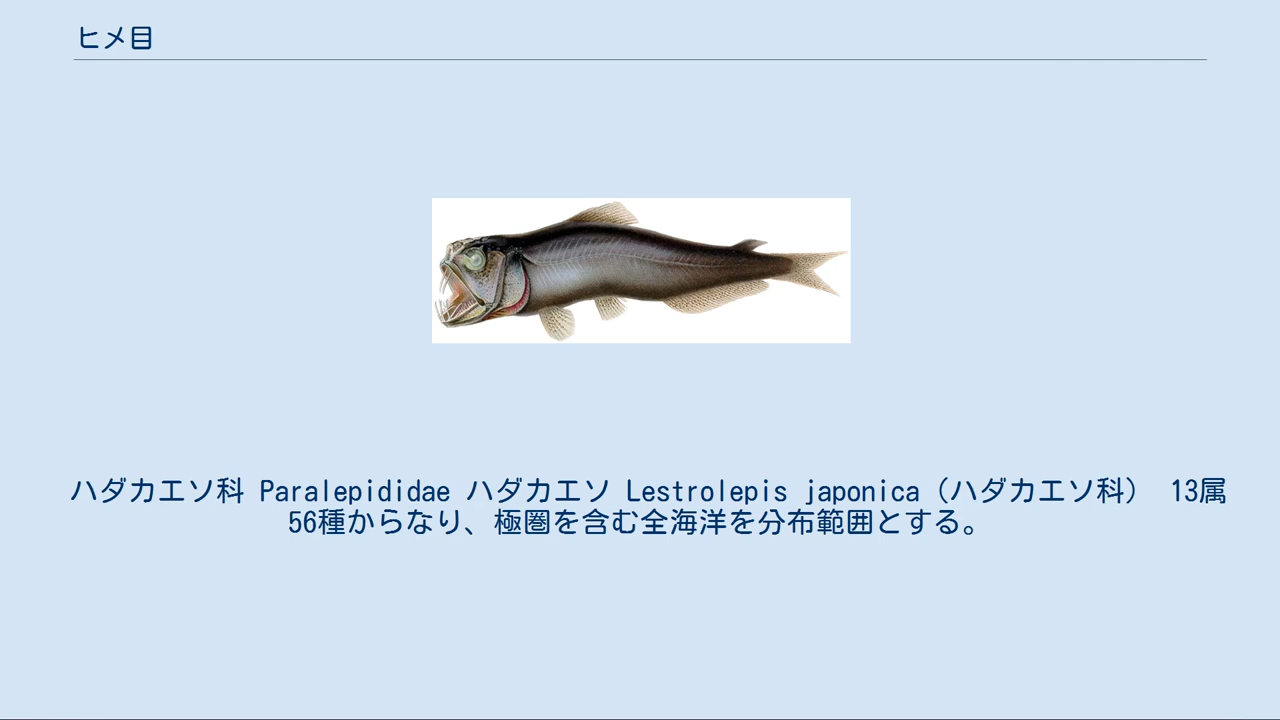 ヒメ目
ハダカエソ科 Paralepididae ハダカエソ Lestrolepis japonica（ハダカエソ科） 13属
56種からなり、極圏を含む全海洋を分布範囲とする。